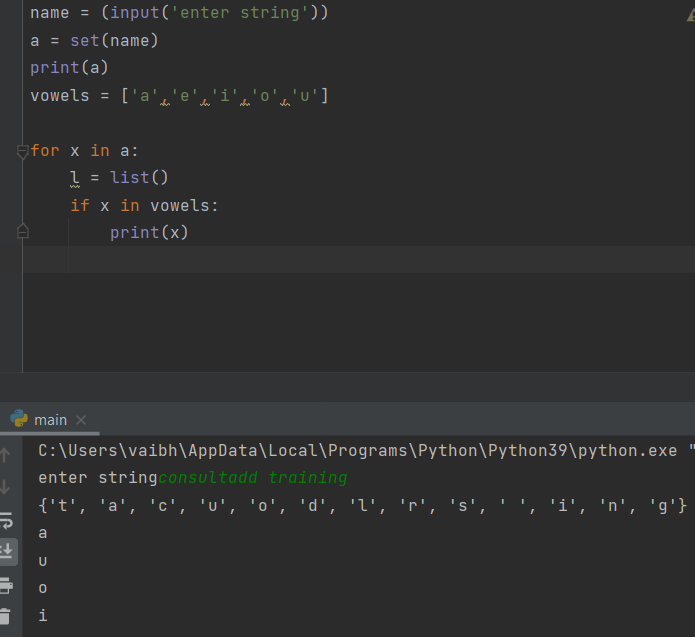 name = (input('enter string'))
a = set(name)
print(a)
vowels = ['a','e','i','o','u']
for x in a:
    l = list()
    if x in vowels:
        print(x)
main
C:\Users\vaibh\AppData\Local\Programs\Python\Python39\python.exe "
enter stringconsultadd training
{'t', 'a', 'c', 'u', 'o', 'd', 'l', 'r', 's', ' ', 'i', 'n', 'g'}
a
u
o
i